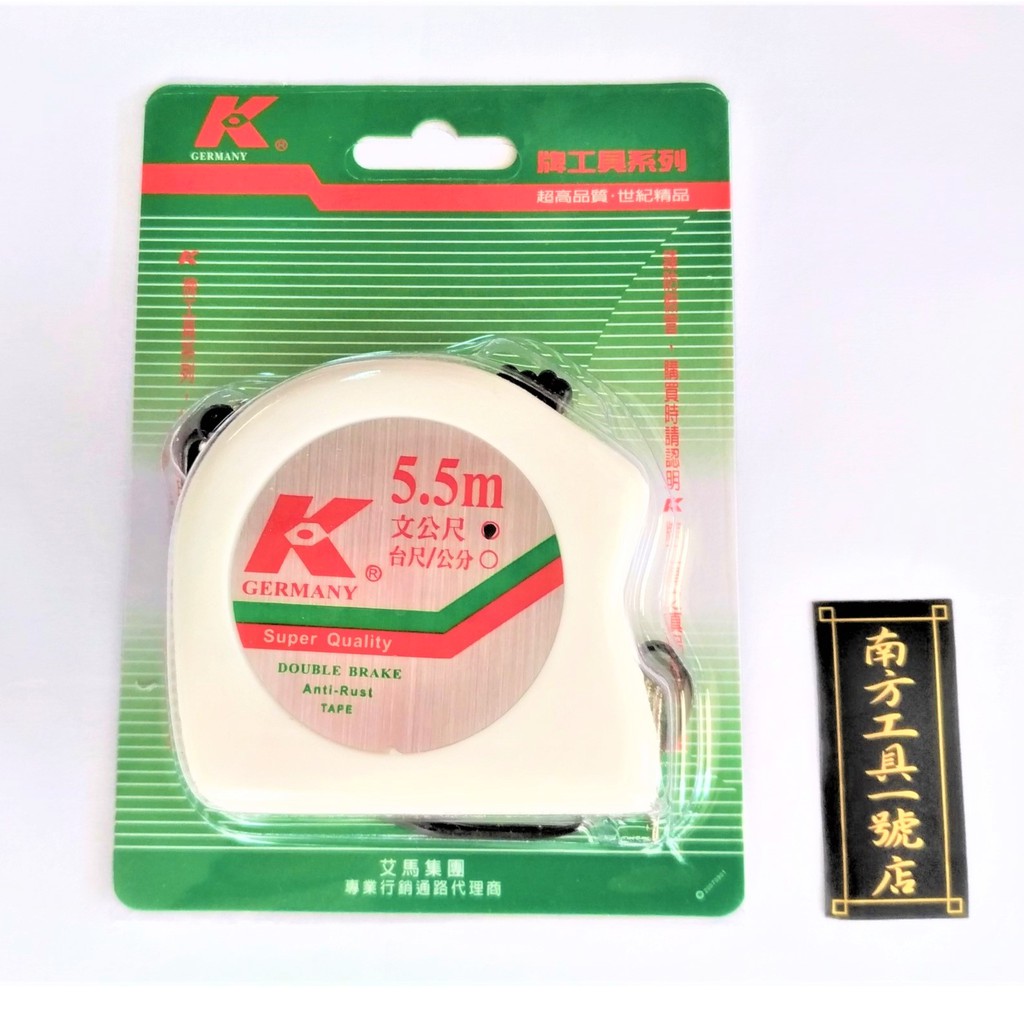 K®
GERMANY
牌工具系列
超高品質·世紀精品
K
購買時請認明K
K®
GERMANY
5.5m
文公尺
台尺/公分
Super Quality
DOUBLE BRAKE
Anti-Rust
TAPE
艾馬集團
專業行銷通路代理商
南方工具一號店